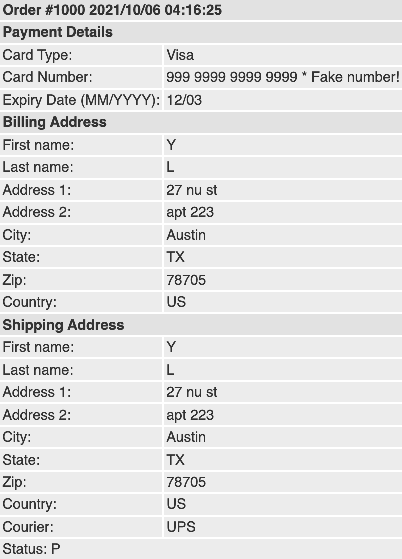 Order #1000 2021/10/06 04:16:25
Payment Details
Card Type: Visa
Card Number: 999 9999 9999 9999 * Fake number!
Expiry Date (MM/YYYY): 12/03
Billing Address
First name: Y
Last name: L
Address 1: 27 nu st
Address 2: apt 223
City: Austin
State: TX
Zip: 78705
Country: US
Shipping Address
First name: Y
Last name: L
Address 1: 27 nu st
Address 2: apt 223
City: Austin
State: TX
Zip: 78705
Country: US
Courier: UPS
Status: P